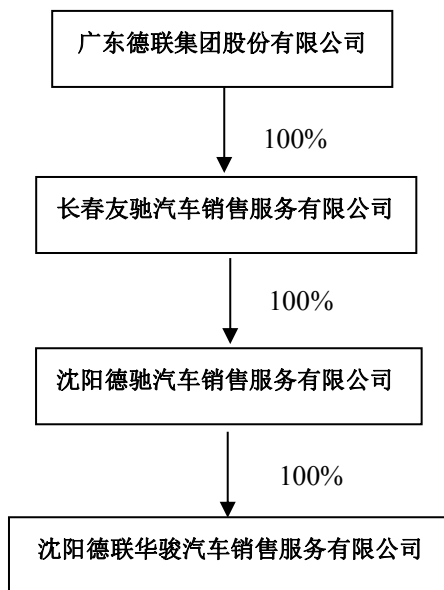 广东德联集团股份有限公司
100%
长春友驰汽车销售服务有限公司
100%
沈阳德驰汽车销售服务有限公司
100%
沈阳德联华骏汽车销售服务有限公司